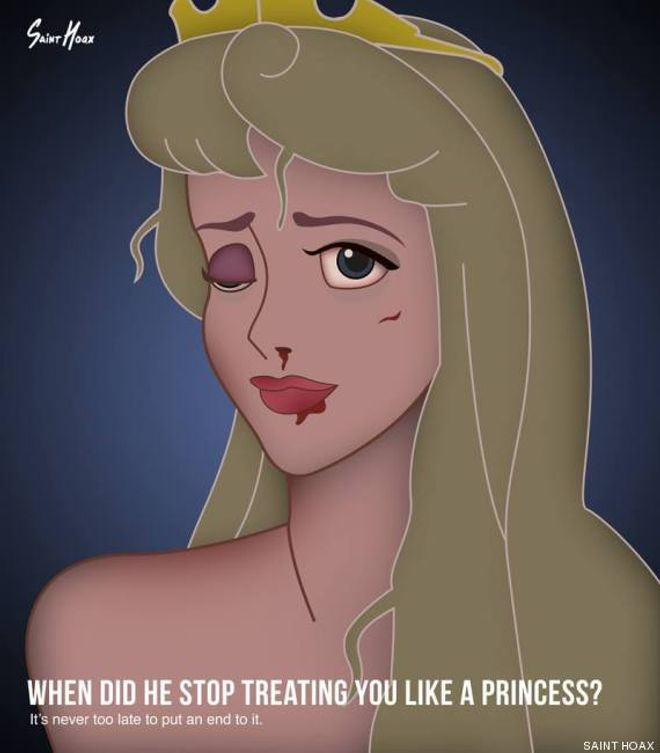 SAINT HOAX
WHEN DID HE STOP TREATING YOU LIKE A PRINCESS?
It's never too late to put an end to it.
SAINT HOAX